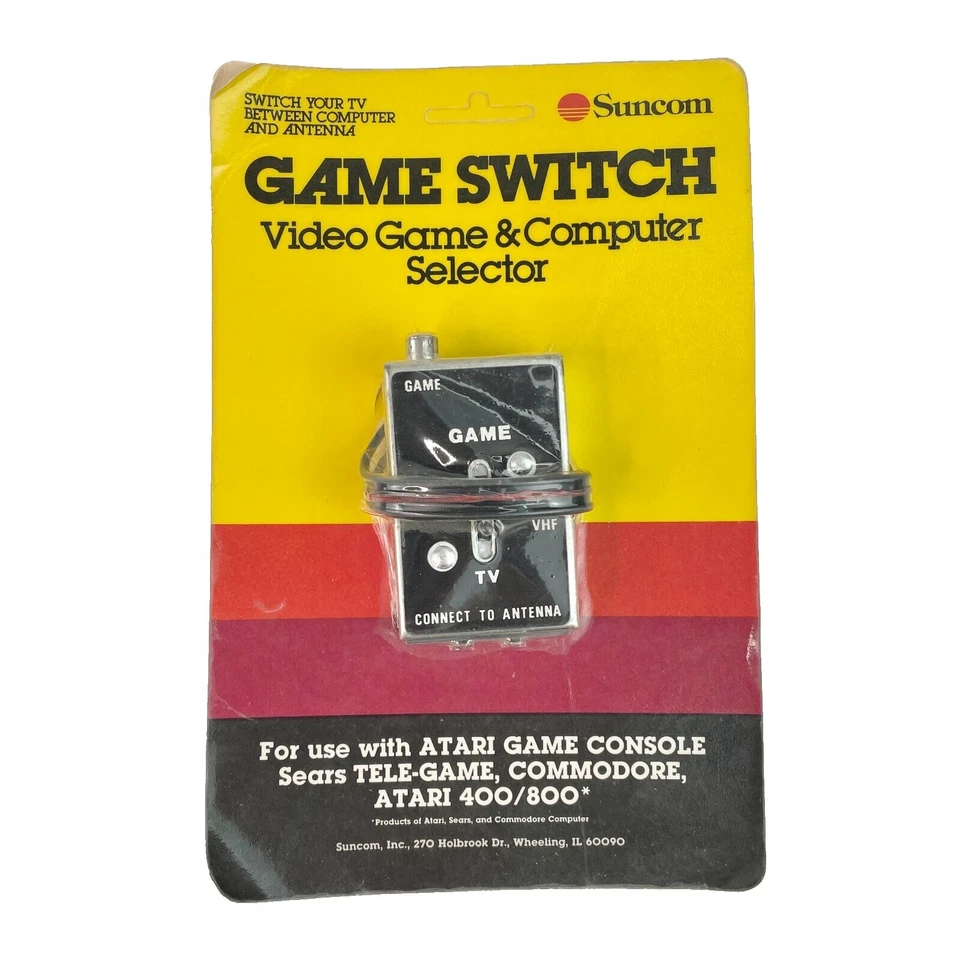 SWITCH YOUR TV
BETWEEN COMPUTER
AND ANTENNA
Suncom
GAME SWITCH
Video Game & Computer
Selector
GAME
GAME
VHF
TV
CONNECT TO ANTENNA
For use with ATARI GAME CONSOLE
Sears TELE-GAME, COMMODORE,
ATARI 400/800*
*Products of Atari, Sears, and Commodore Computer
Suncom, Inc., 270 Holbrook Dr., Wheeling, IL 60090